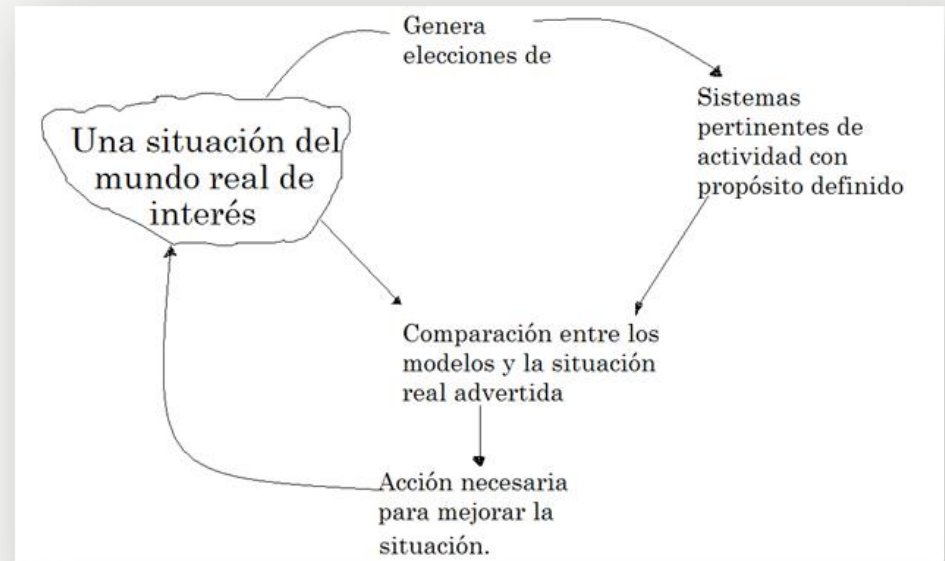 Genera
elecciones de
Sistemas
pertinentes de
actividad con
propósito definido
Una situación del
mundo real de
interés
Comparación entre los
modelos y la situación
real advertida
Acción necesaria
para mejorar la
situación.